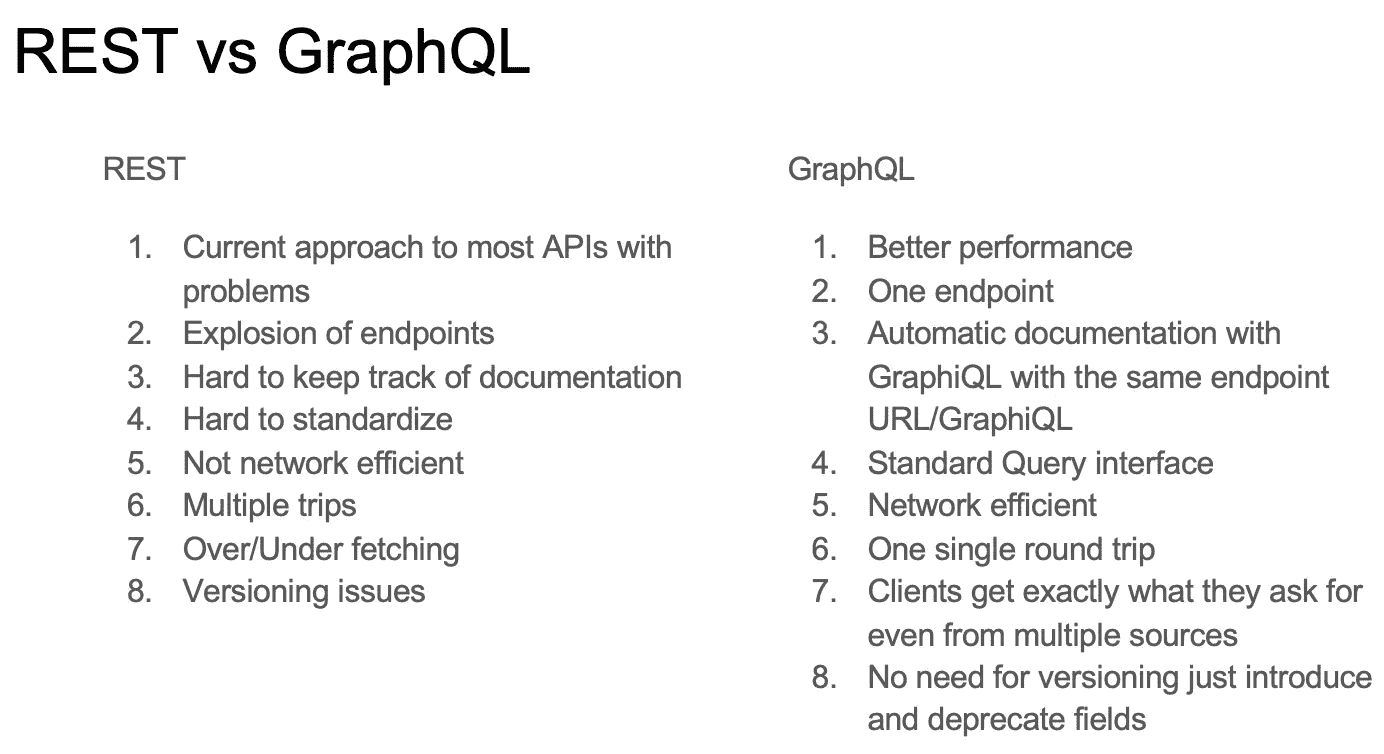 REST vs GraphQL
REST
1. Current approach to most APIs with
problems
2. Explosion of endpoints
3. Hard to keep track of documentation
4. Hard to standardize
5. Not network efficient
6. Multiple trips
7. Over/Under fetching
8. Versioning issues
GraphQL
1. Better performance
2. One endpoint
3. Automatic documentation with
GraphiQL with the same endpoint
URL/GraphiQL
4. Standard Query interface
5. Network efficient
6. One single round trip
7. Clients get exactly what they ask for
even from multiple sources
8. No need for versioning just introduce
and deprecate fields